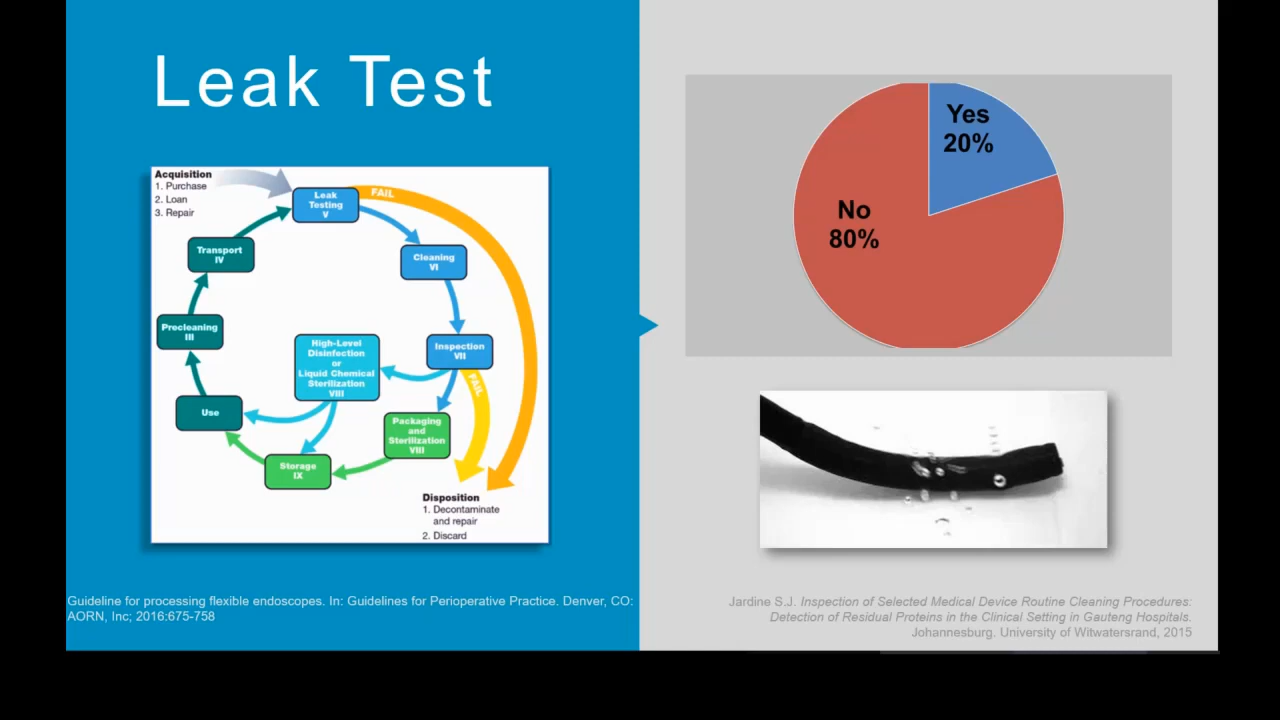 Leak Test
Acquisition
1. Purchase
2. Loan
3. Repair
Leak
Testing
V
FAIL
Cleaning
VI
Inspection
VII
FAIL
High-Level
Disinfection
or
Liquid Chemical
Sterilization
VIII
Packaging
and
Sterilization
VIII
Storage
IX
Use
Precleaning
III
Transport
IV
Disposition
1. Decontaminate
and repair
2. Discard
Guideline for processing flexible endoscopes. In: Guidelines for Perioperative Practice. Denver, CO:
AORN, Inc; 2016:675-758
Yes
20%
No
80%
Jardine S.J. Inspection of Selected Medical Device Routine Cleaning Procedures:
Detection of Residual Proteins in the Clinical Setting in Gauteng Hospitals.
Johannesburg. University of Witwatersrand, 2015